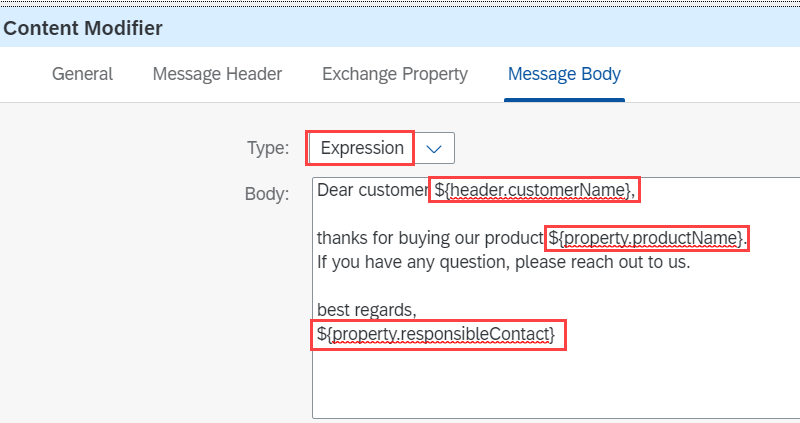 Content Modifier
General Message Header Exchange Property Message Body
Type: Expression
Body: Dear customer ${header.customerName},
thanks for buying our product ${property.productName}.
If you have any question, please reach out to us.
best regards,
${property.responsibleContact}